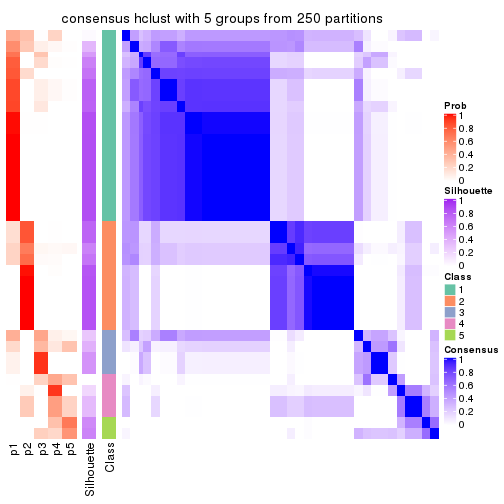 consensus hclust with 5 groups from 250 partitions
Prob
1
0.8
0.6
0.4
0.2
0
Silhouette
1
0.8
0.6
0.4
0.2
0
Class
1
2
3
4
5
Consensus
1
0.8
0.6
0.4
0.2
0
p1
p2
p3
p4
p5
Silhouette
Class